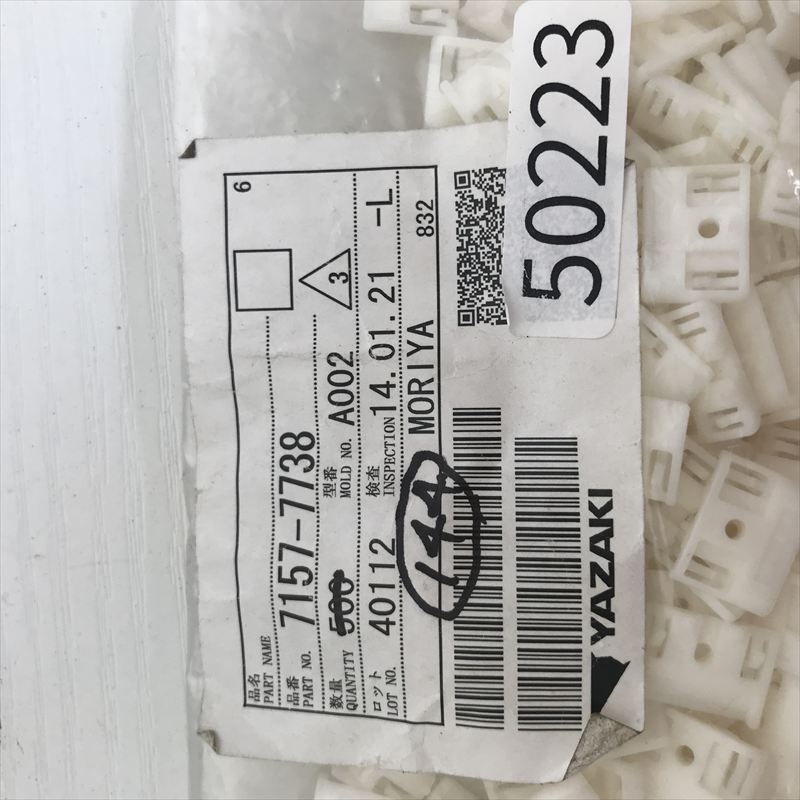 50223
6
品名
PART NAME
品番
PART NO. 7157-7738
3
数量
QUANTITY 500
型番
MOLD NO. A002
ロット
LOT NO. 40112
検査
INSPECTION 14.01.21 -L
144
MORIYA 832
YAZAKI